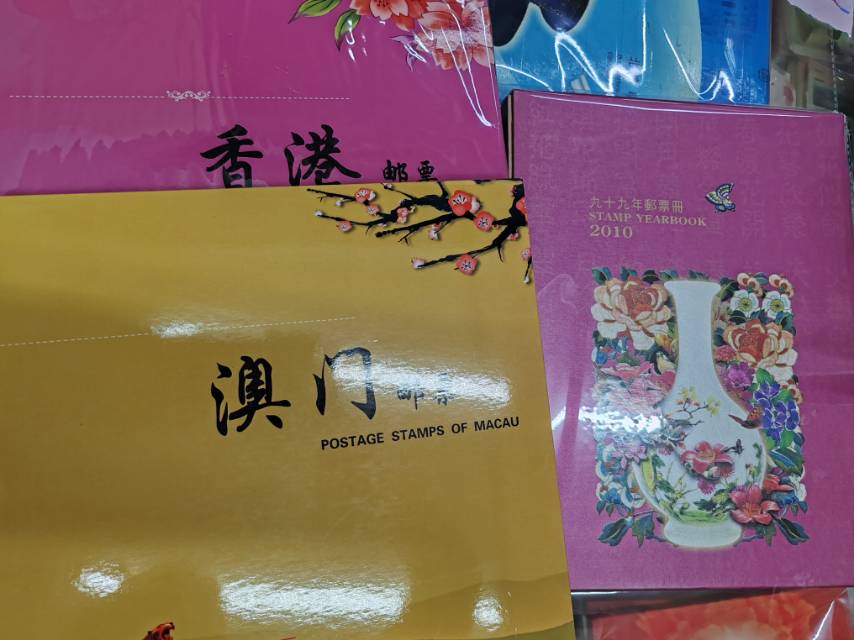 香港 邮票
澳门 邮票
POSTAGE STAMPS OF MACAU
九十九年郵票冊
STAMP YEARBOOK
2010